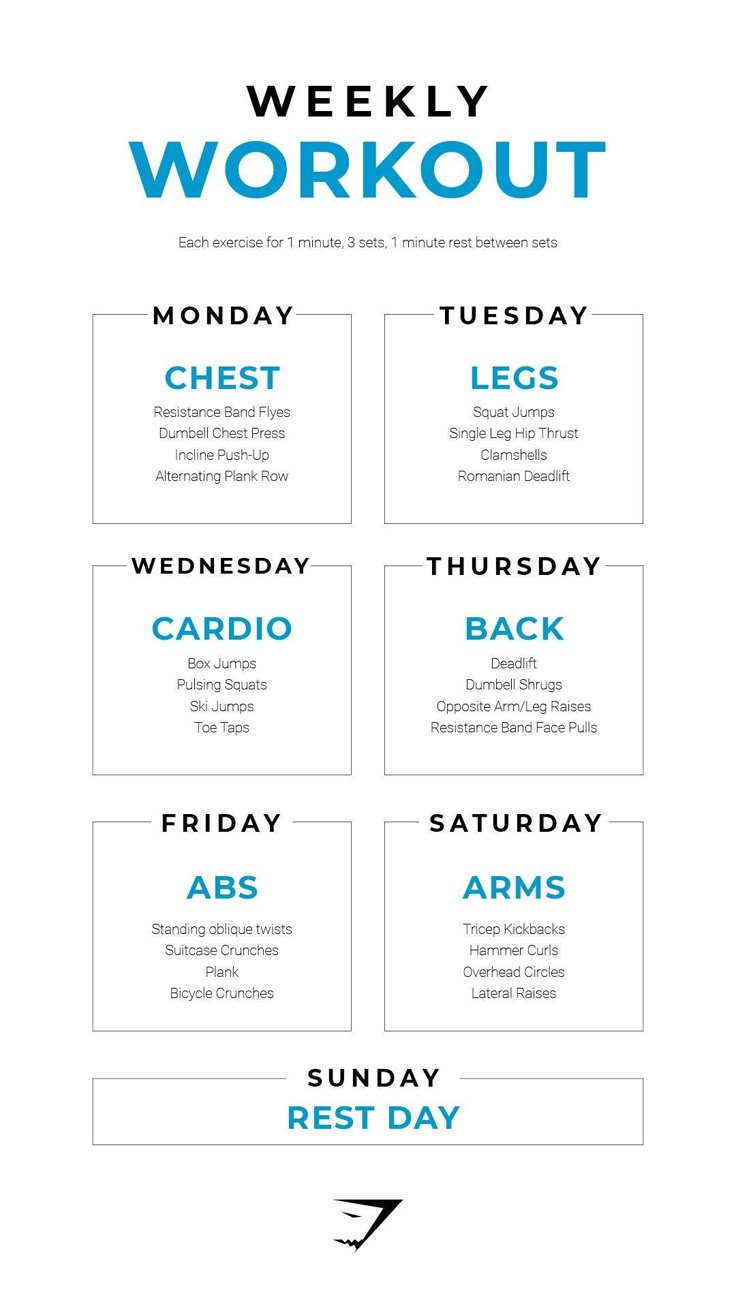 WEEKLY
WORKOUT
Each exercise for 1 minute, 3 sets, 1 minute rest between sets
MONDAY
CHEST
Resistance Band Flyes
Dumbell Chest Press
Incline Push-Up
Alternating Plank Row
TUESDAY
LEGS
Squat Jumps
Single Leg Hip Thrust
Clamshells
Romanian Deadlift
WEDNESDAY
CARDIO
Box Jumps
Pulsing Squats
Ski Jumps
Toe Taps
THURSDAY
BACK
Deadlift
Dumbell Shrugs
Opposite Arm/Leg Raises
Resistance Band Face Pulls
FRIDAY
ABS
Standing oblique twists
Suitcase Crunches
Plank
Bicycle Crunches
SATURDAY
ARMS
Tricep Kickbacks
Hammer Curls
Overhead Circles
Lateral Raises
SUNDAY
REST DAY